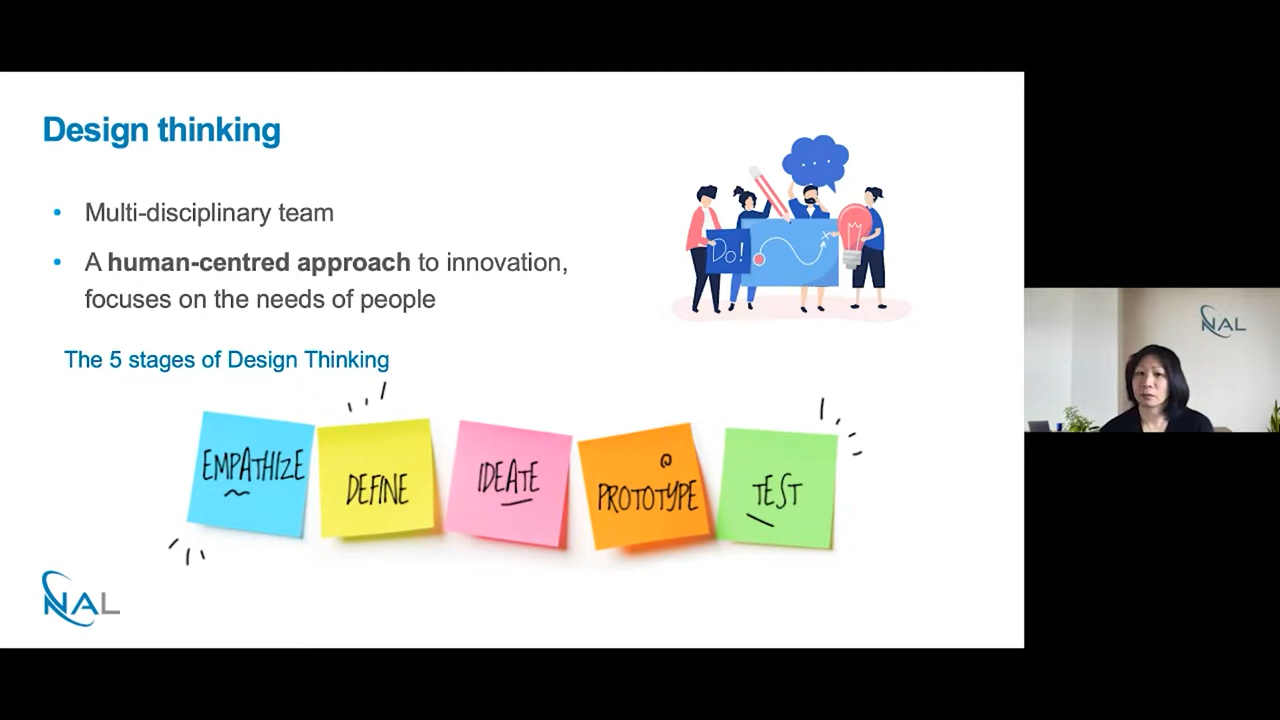 Design thinking
• Multi-disciplinary team
• A human-centred approach to innovation,
focuses on the needs of people
Do!
The 5 stages of Design Thinking
EMPATHIZE
DEFINE
IDEATE
PROTOTYPE
TEST
NAL
NAL